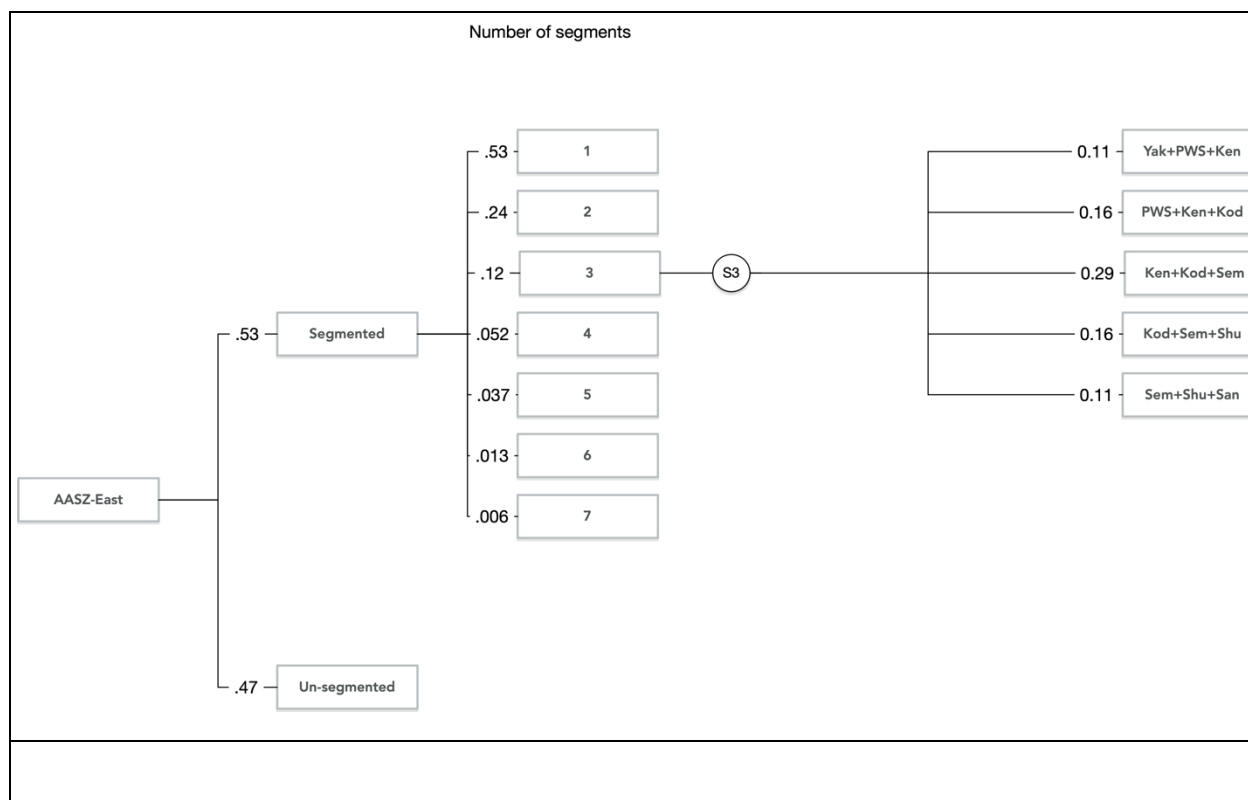 Number of segments
.53 1 0.11 Yak+PWS+Ken
.24 2 0.16 PWS+Ken+Kod
.12 3 S3 0.29 Ken+Kod+Sem
.53 Segmented .052 4 0.16 Kod+Sem+Shu
.037 5 0.11 Sem+Shu+San
.013 6
AASZ-East
.006 7
.47 Un-segmented